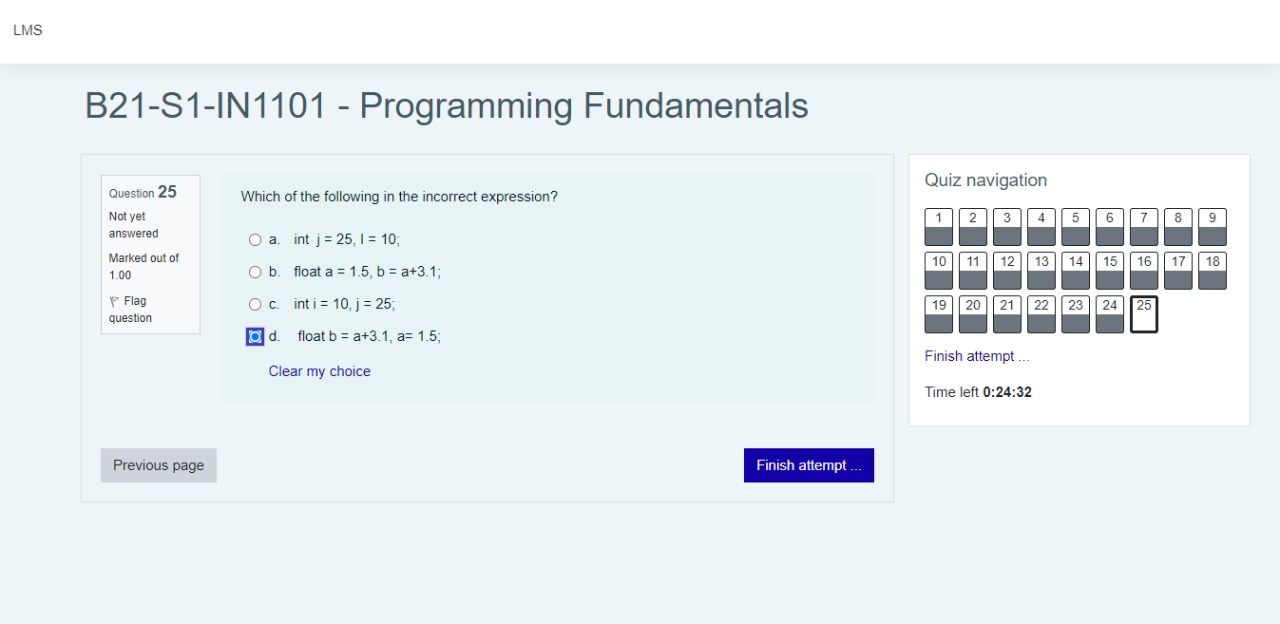 LMS
B21-S1-IN1101 - Programming Fundamentals
Question 25
Not yet
answered
Marked out of
1.00
Flag
question
Which of the following in the incorrect expression?
a. int j = 25, l = 10;
b. float a = 1.5, b = a+3.1;
c. int i = 10, j = 25;
d. float b = a+3.1, a= 1.5;
Clear my choice
Previous page
Finish attempt ...
Quiz navigation
1 2 3 4 5 6 7 8 9
10 11 12 13 14 15 16 17 18
19 20 21 22 23 24 25
Finish attempt ...
Time left 0:24:32